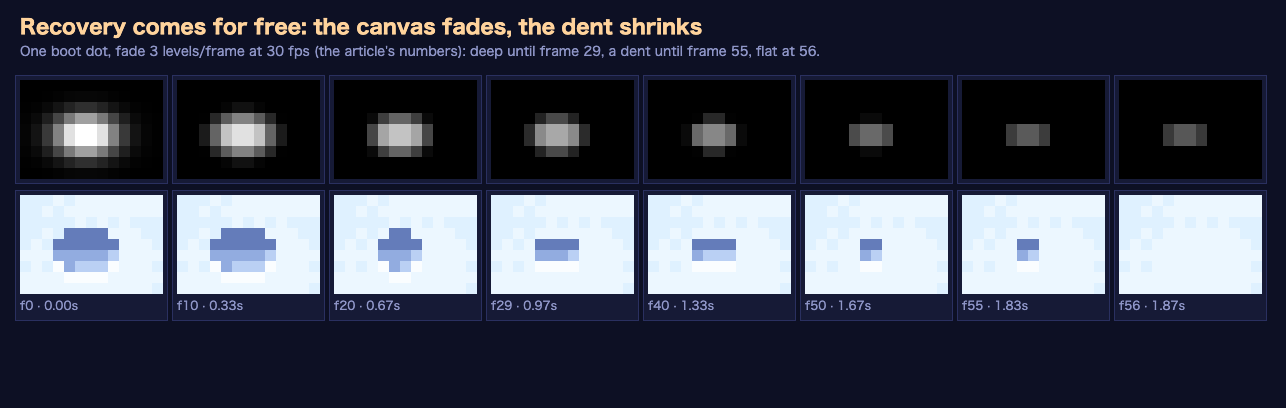 Recovery comes for free: the canvas fades, the dent shrinks
One boot dot, fade 3 levels/frame at 30 fps (the article's numbers): deep until frame 29, a dent until frame 55, flat at 56.
f0 · 0.00s
f10 · 0.33s
f20 · 0.67s
f29 · 0.97s
f40 · 1.33s
f50 · 1.67s
f55 · 1.83s
f56 · 1.87s